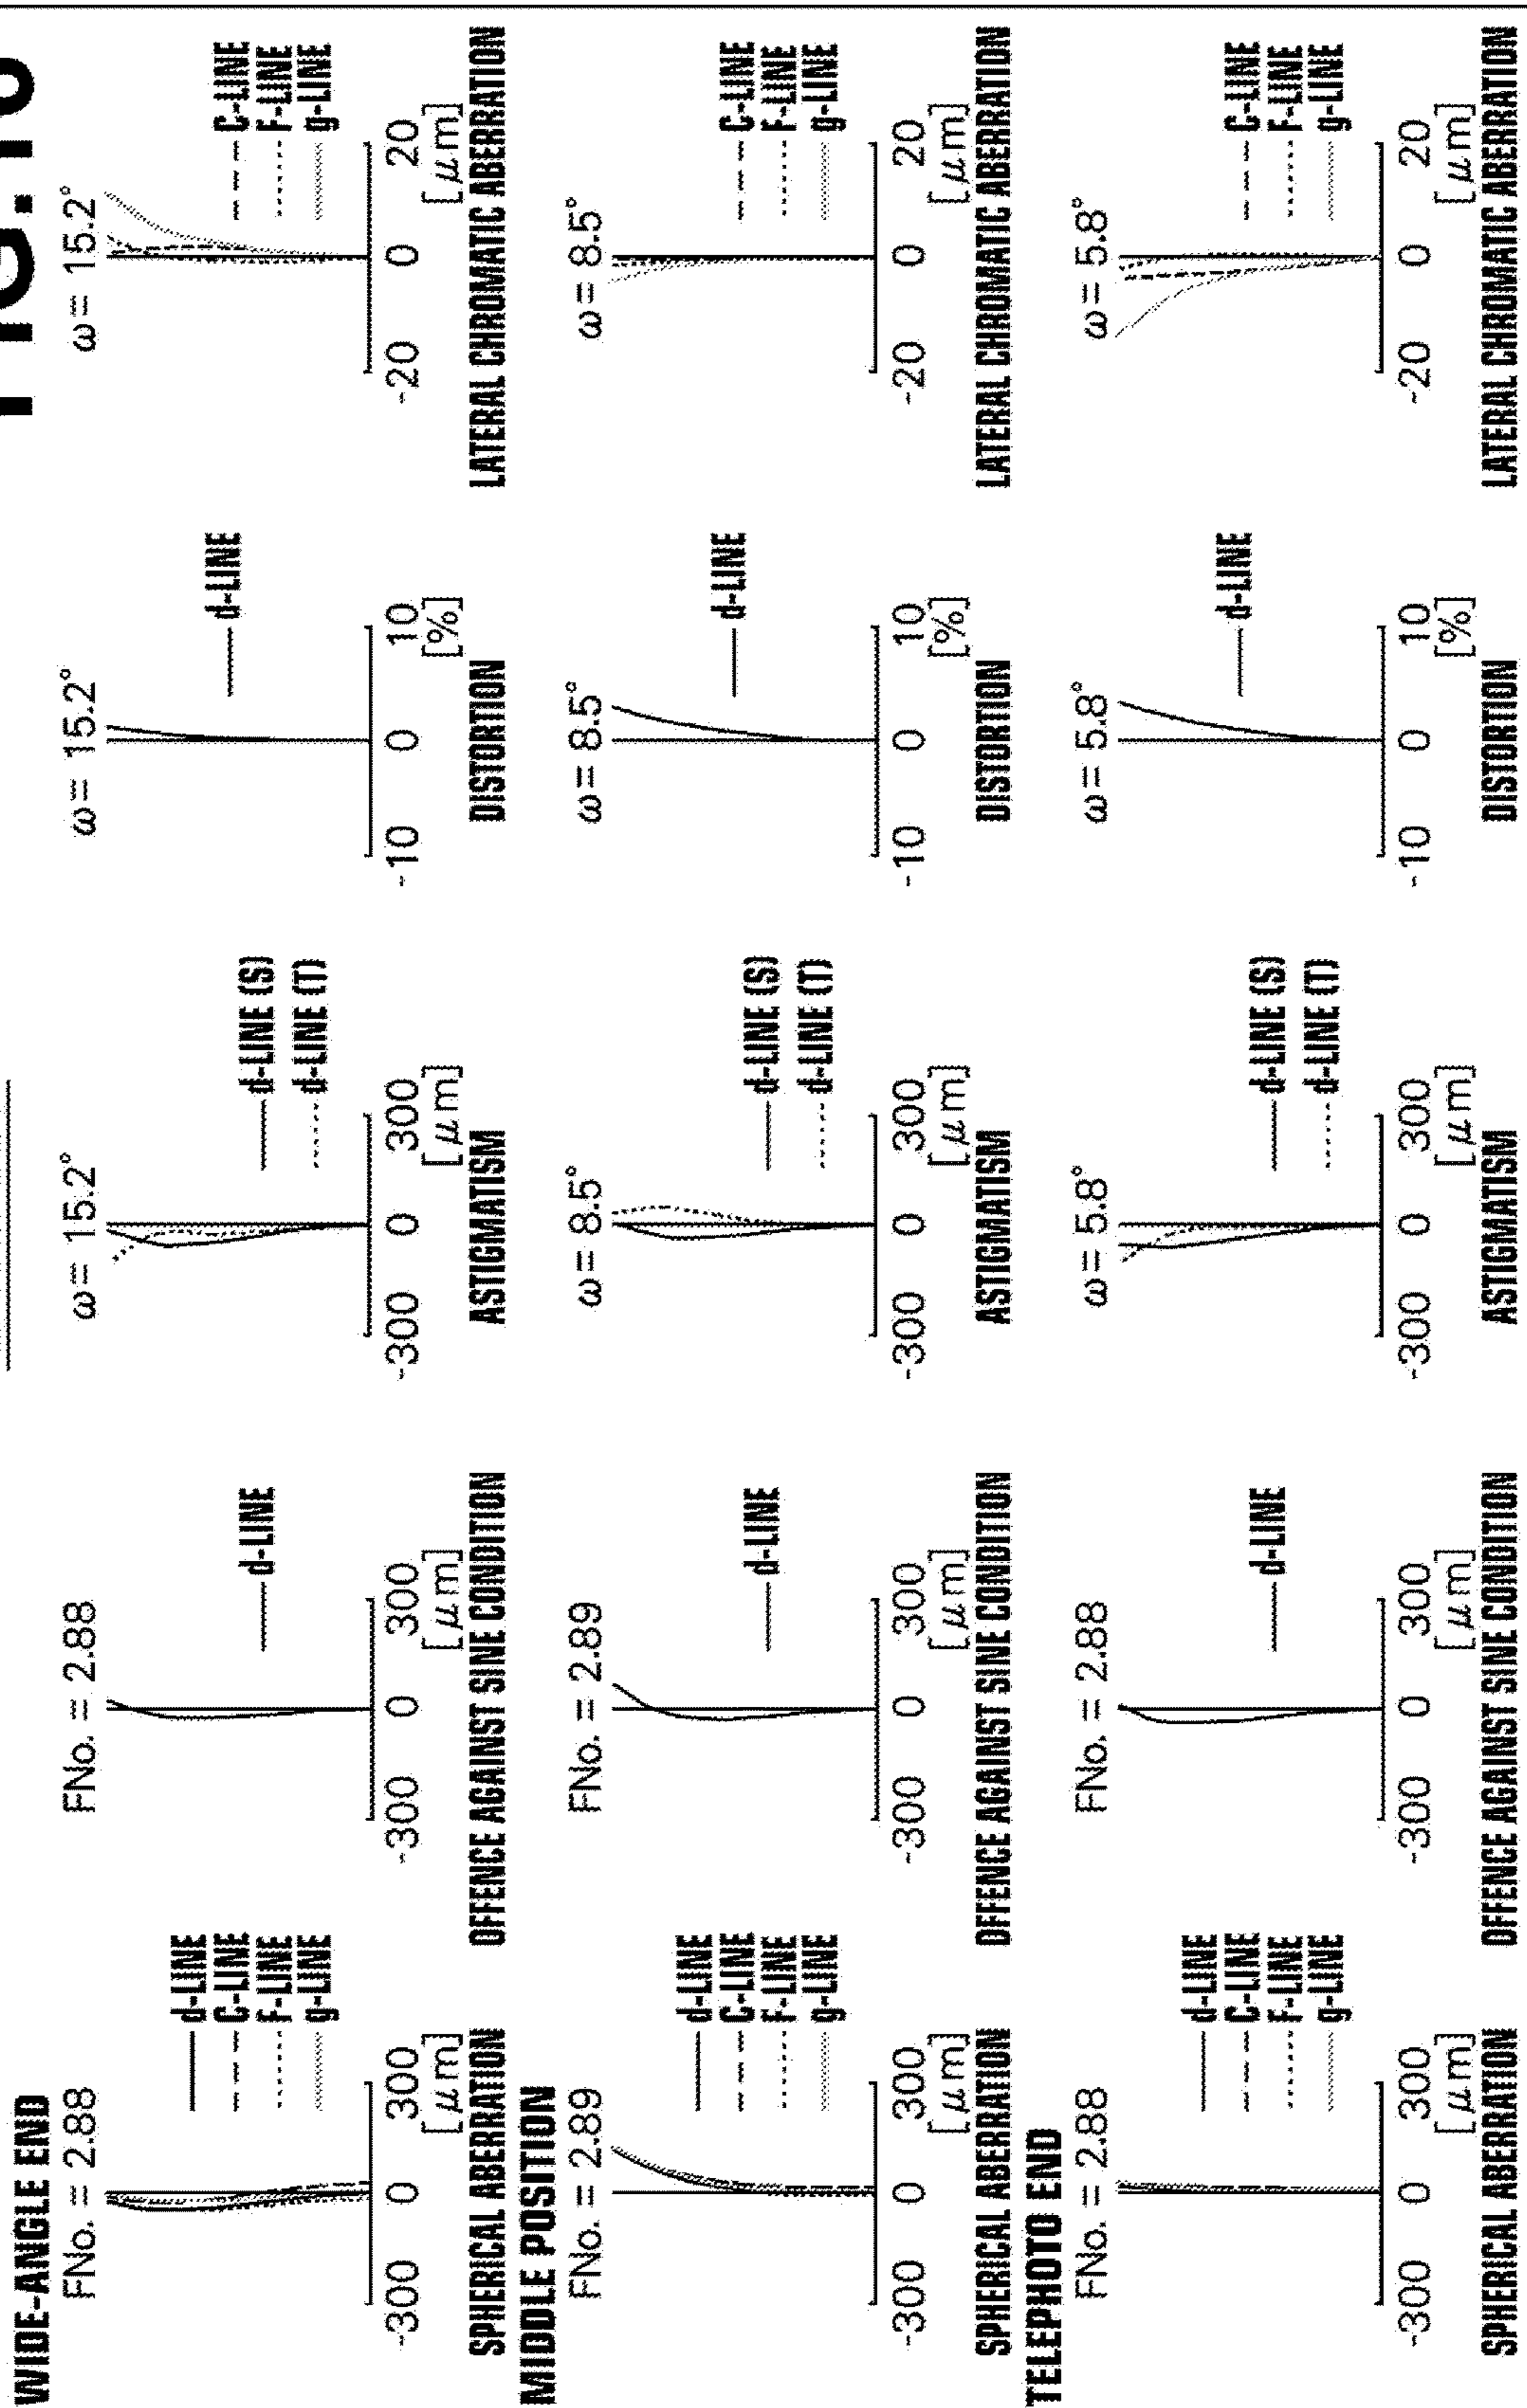 WIDE-ANGLE END
FNo. = 2.88
d-LINE
C-LINE
F-LINE
g-LINE
-300 0 300
[μm]
SPHERICAL ABERRATION
FNo. = 2.88
d-LINE
-300 0 300
[μm]
OFFENCE AGAINST SINE CONDITION
ω= 15.2°
d-LINE (S)
d-LINE (T)
-300 0 300
[μm]
ASTIGMATISM
ω= 15.2°
d-LINE
-10 0 10
[%]
DISTORTION
ω= 15.2°
C-LINE
F-LINE
g-LINE
-20 0 20
[μm]
LATERAL CHROMATIC ABERRATION
MIDDLE POSITION
FNo. = 2.89
d-LINE
C-LINE
F-LINE
g-LINE
-300 0 300
[μm]
SPHERICAL ABERRATION
FNo. = 2.89
d-LINE
-300 0 300
[μm]
OFFENCE AGAINST SINE CONDITION
ω= 8.5°
d-LINE (S)
d-LINE (T)
-300 0 300
[μm]
ASTIGMATISM
ω= 8.5°
d-LINE
-10 0 10
[%]
DISTORTION
ω= 8.5°
C-LINE
F-LINE
g-LINE
-20 0 20
[μm]
LATERAL CHROMATIC ABERRATION
TELEPHOTO END
FNo. = 2.88
d-LINE
C-LINE
F-LINE
g-LINE
-300 0 300
[μm]
SPHERICAL ABERRATION
FNo. = 2.88
d-LINE
-300 0 300
[μm]
OFFENCE AGAINST SINE CONDITION
ω= 5.8°
d-LINE (S)
d-LINE (T)
-300 0 300
[μm]
ASTIGMATISM
ω= 5.8°
d-LINE
-10 0 10
[%]
DISTORTION
ω= 5.8°
C-LINE
F-LINE
g-LINE
-20 0 20
[μm]
LATERAL CHROMATIC ABERRATION